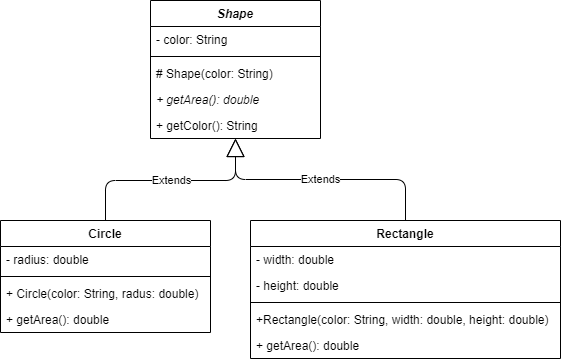 Shape
- color: String
# Shape(color: String)
+ getArea(): double
+ getColor(): String
Extends
Extends
Circle
- radius: double
+ Circle(color: String, radus: double)
+ getArea(): double
Rectangle
- width: double
- height: double
+Rectangle(color: String, width: double, height: double)
+ getArea(): double